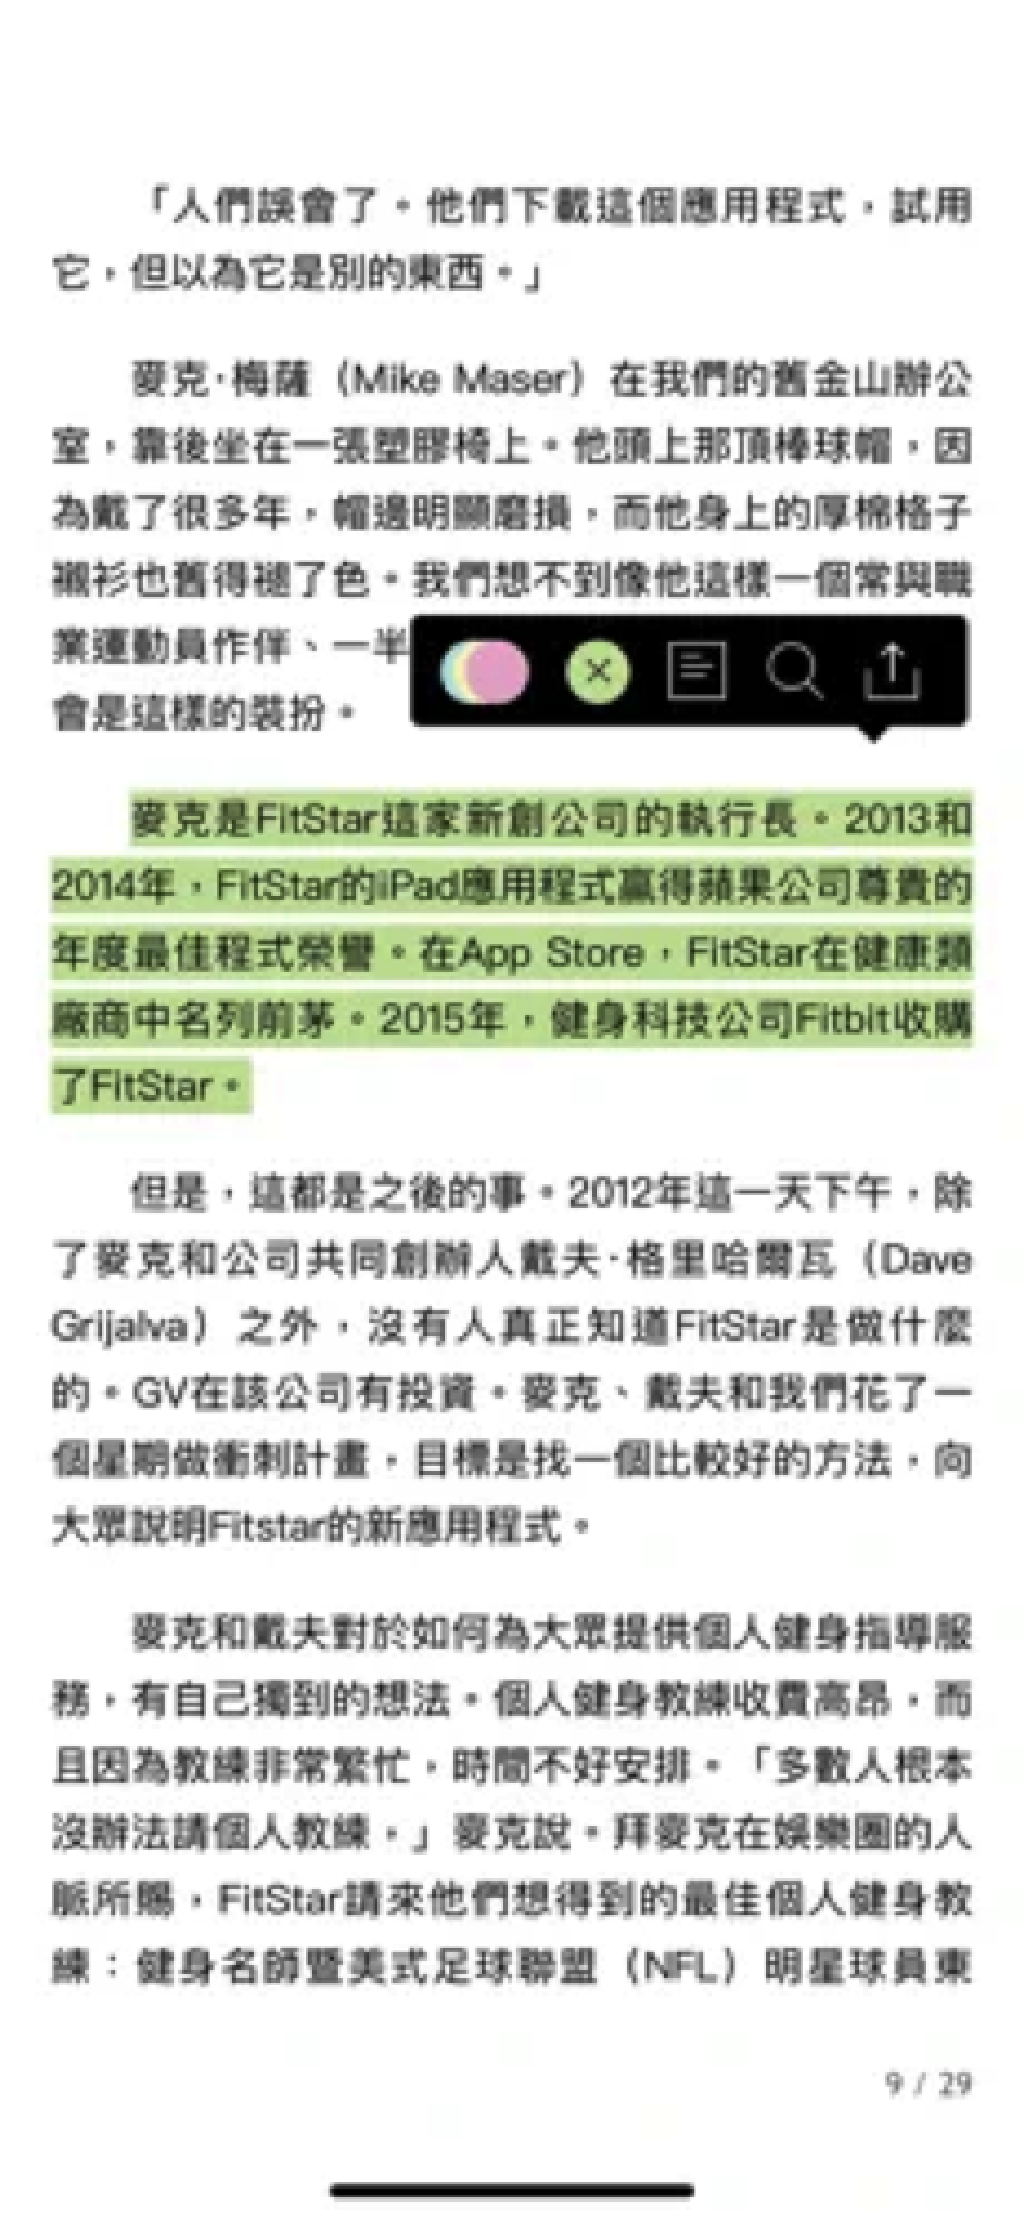 「人們誤會了。他們下載這個應用程式，試用
它，但以為它是別的東西。」
麥克·梅薩（Mike Maser）在我們的舊金山辦公
室，靠後坐在一張塑膠椅上。他頭上那頂棒球帽，因
為戴了很多年，帽邊明顯磨損，而他身上的厚棉格子
襯衫也舊得褪了色。我們想不到像他這樣一個常與職
業運動員作伴、一半
會是這樣的裝扮。
麥克是FitStar這家新創公司的執行長。2013和
2014年，FitStar的iPad應用程式贏得蘋果公司尊貴的
年度最佳程式榮譽。在App Store，FitStar在健康類
廠商中名列前茅。2015年，健身科技公司Fitbit收購
了FitStar。
但是，這都是之後的事。2012年這一天下午，除
了麥克和公司共同創辦人戴夫·格里哈爾瓦（Dave
Grijalva）之外，沒有人真正知道FitStar是做什麼
的。GV在該公司有投資。麥克、戴夫和我們花了一
個星期做衝刺計畫，目標是找一個比較好的方法，向
大眾說明Fitstar的新應用程式。
麥克和戴夫對於如何為大眾提供個人健身指導服
務，有自己獨到的想法。個人健身教練收費高昂，而
且因為教練非常繁忙，時間不好安排。「多數人根本
沒辦法請個人教練，」麥克說。拜麥克在娛樂圈的人
脈所賜，FitStar請來他們想得到的最佳個人健身教
練：健身名師暨美式足球聯盟（NFL）明星球員東
9 / 29